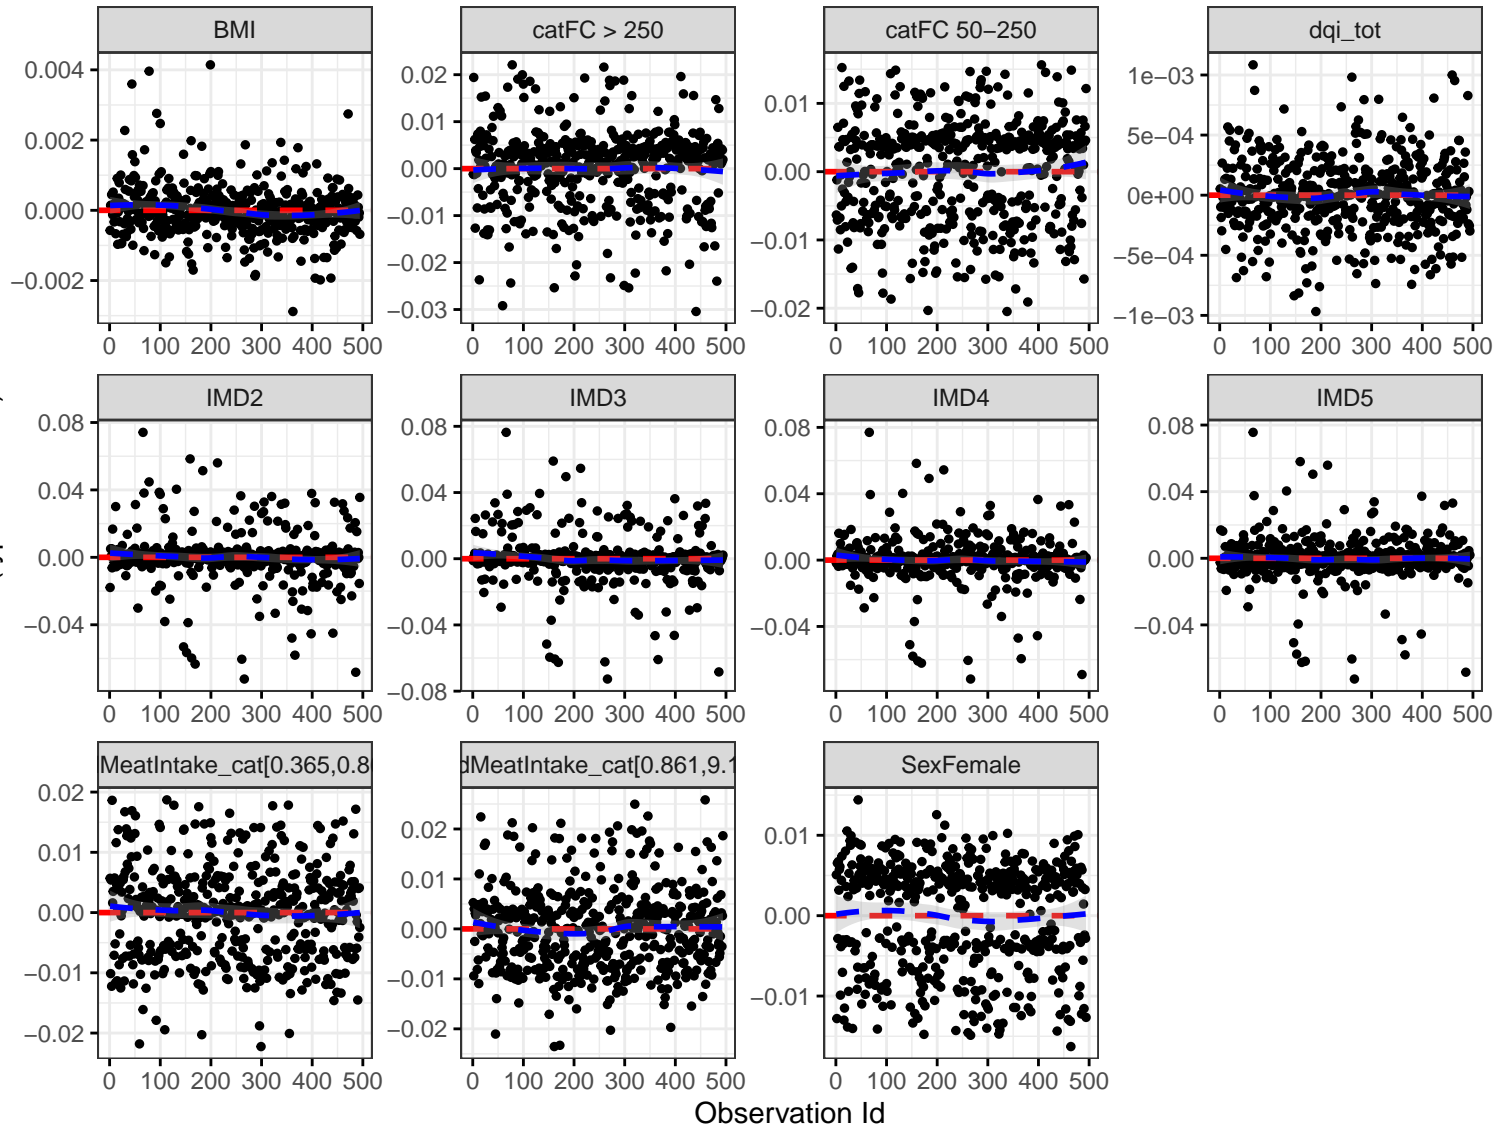 BMI
catFC > 250
catFC 50−250
dqi_tot
0.004
0.002
0.000
−0.002
0.02
0.01
0.00
−0.01
−0.02
−0.03
0.01
0.00
−0.01
−0.02
1e−03
5e−04
0e+00
−5e−04
−1e−03
0 100 200 300 400 500
0 100 200 300 400 500
0 100 200 300 400 500
0 100 200 300 400 500
IMD2
IMD3
IMD4
IMD5
0.08
0.04
0.00
−0.04
0.08
0.04
0.00
−0.04
−0.08
0.08
0.04
0.00
−0.04
0.08
0.04
0.00
−0.04
0 100 200 300 400 500
0 100 200 300 400 500
0 100 200 300 400 500
0 100 200 300 400 500
MeatIntake_cat[0.365,0.8
dMeatIntake_cat[0.861,9.1
SexFemale
0.02
0.01
0.00
−0.01
−0.02
0.02
0.01
0.00
−0.01
−0.02
0.01
0.00
−0.01
0 100 200 300 400 500
0 100 200 300 400 500
0 100 200 300 400 500
Observation Id